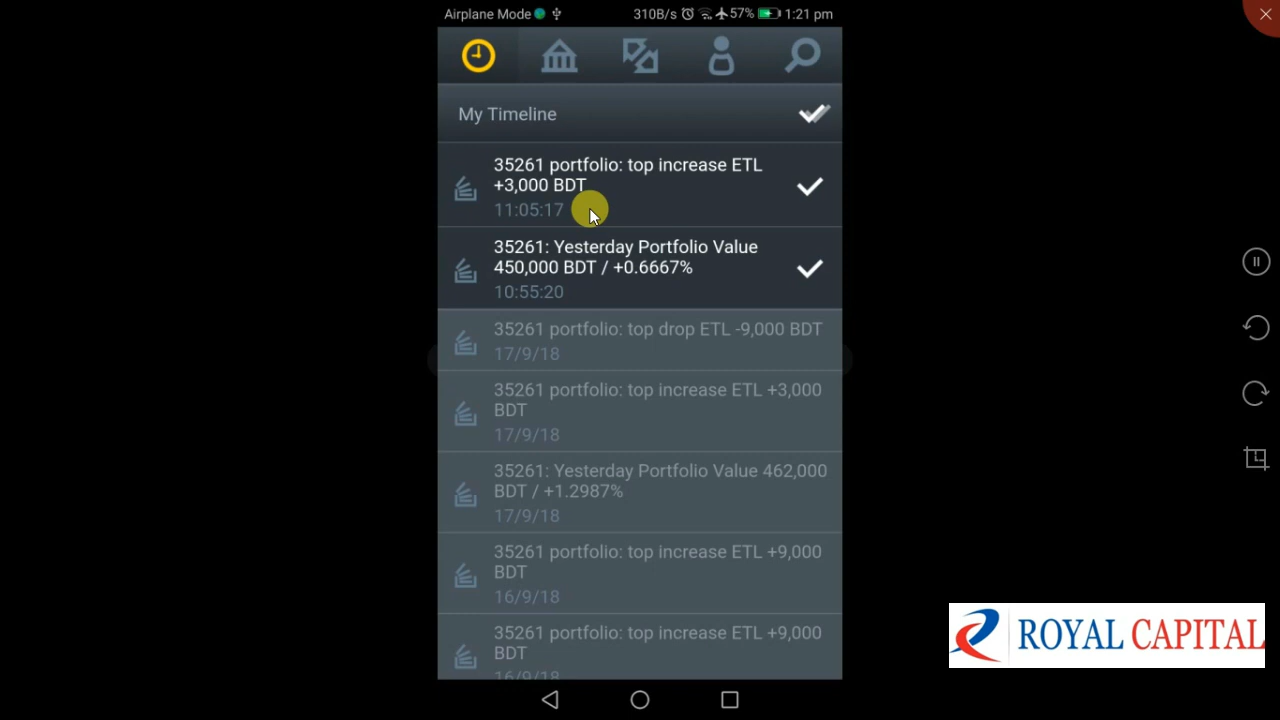 Airplane Mode 310B/s 57% 1:21 pm
My Timeline
35261 portfolio: top increase ETL
+3,000 BDT
11:05:17
35261: Yesterday Portfolio Value
450,000 BDT / +0.6667%
10:55:20
35261 portfolio: top drop ETL -9,000 BDT
17/9/18
35261 portfolio: top increase ETL +3,000
BDT
17/9/18
35261: Yesterday Portfolio Value 462,000
BDT / +1.2987%
17/9/18
35261 portfolio: top increase ETL +9,000
BDT
16/9/18
35261 portfolio: top increase ETL +9,000
BDT
16/9/18
ROYAL CAPITAL